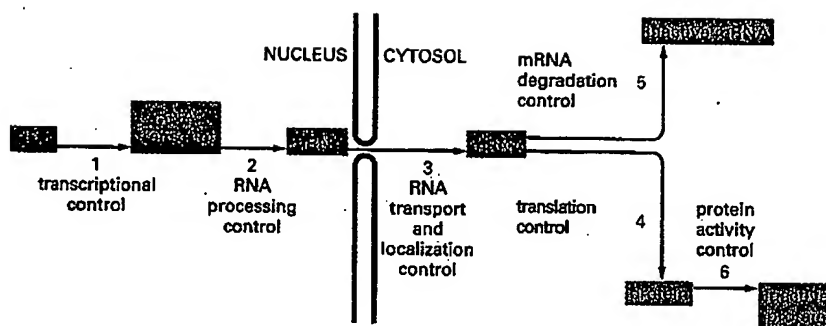 NUCLEUS
CYTOSOL
mRNA
degradation
control
5
1
transcriptional
control
2
RNA
processing
control
3
RNA
transport
and
localization
control
translation
control
4
protein
activity
control
6